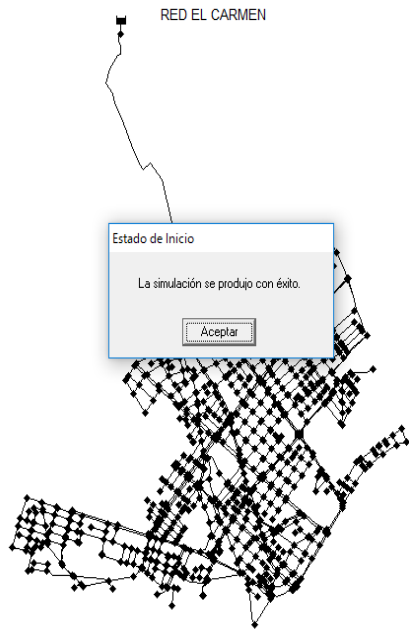 RED EL CARMEN
Estado de Inicio
La simulación se produjo con éxito.
Aceptar